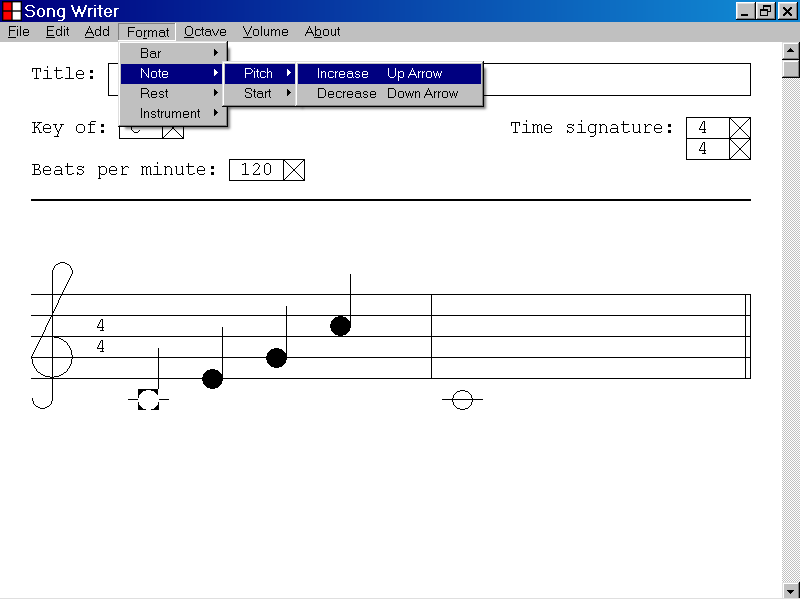 Song Writer
File Edit Add Format Octave Volume About
Bar
Title:
Note Pitch Increase Up Arrow
Rest Start Decrease Down Arrow
Instrument
Key of: C
Time signature: 4
4
Beats per minute: 120
4
4